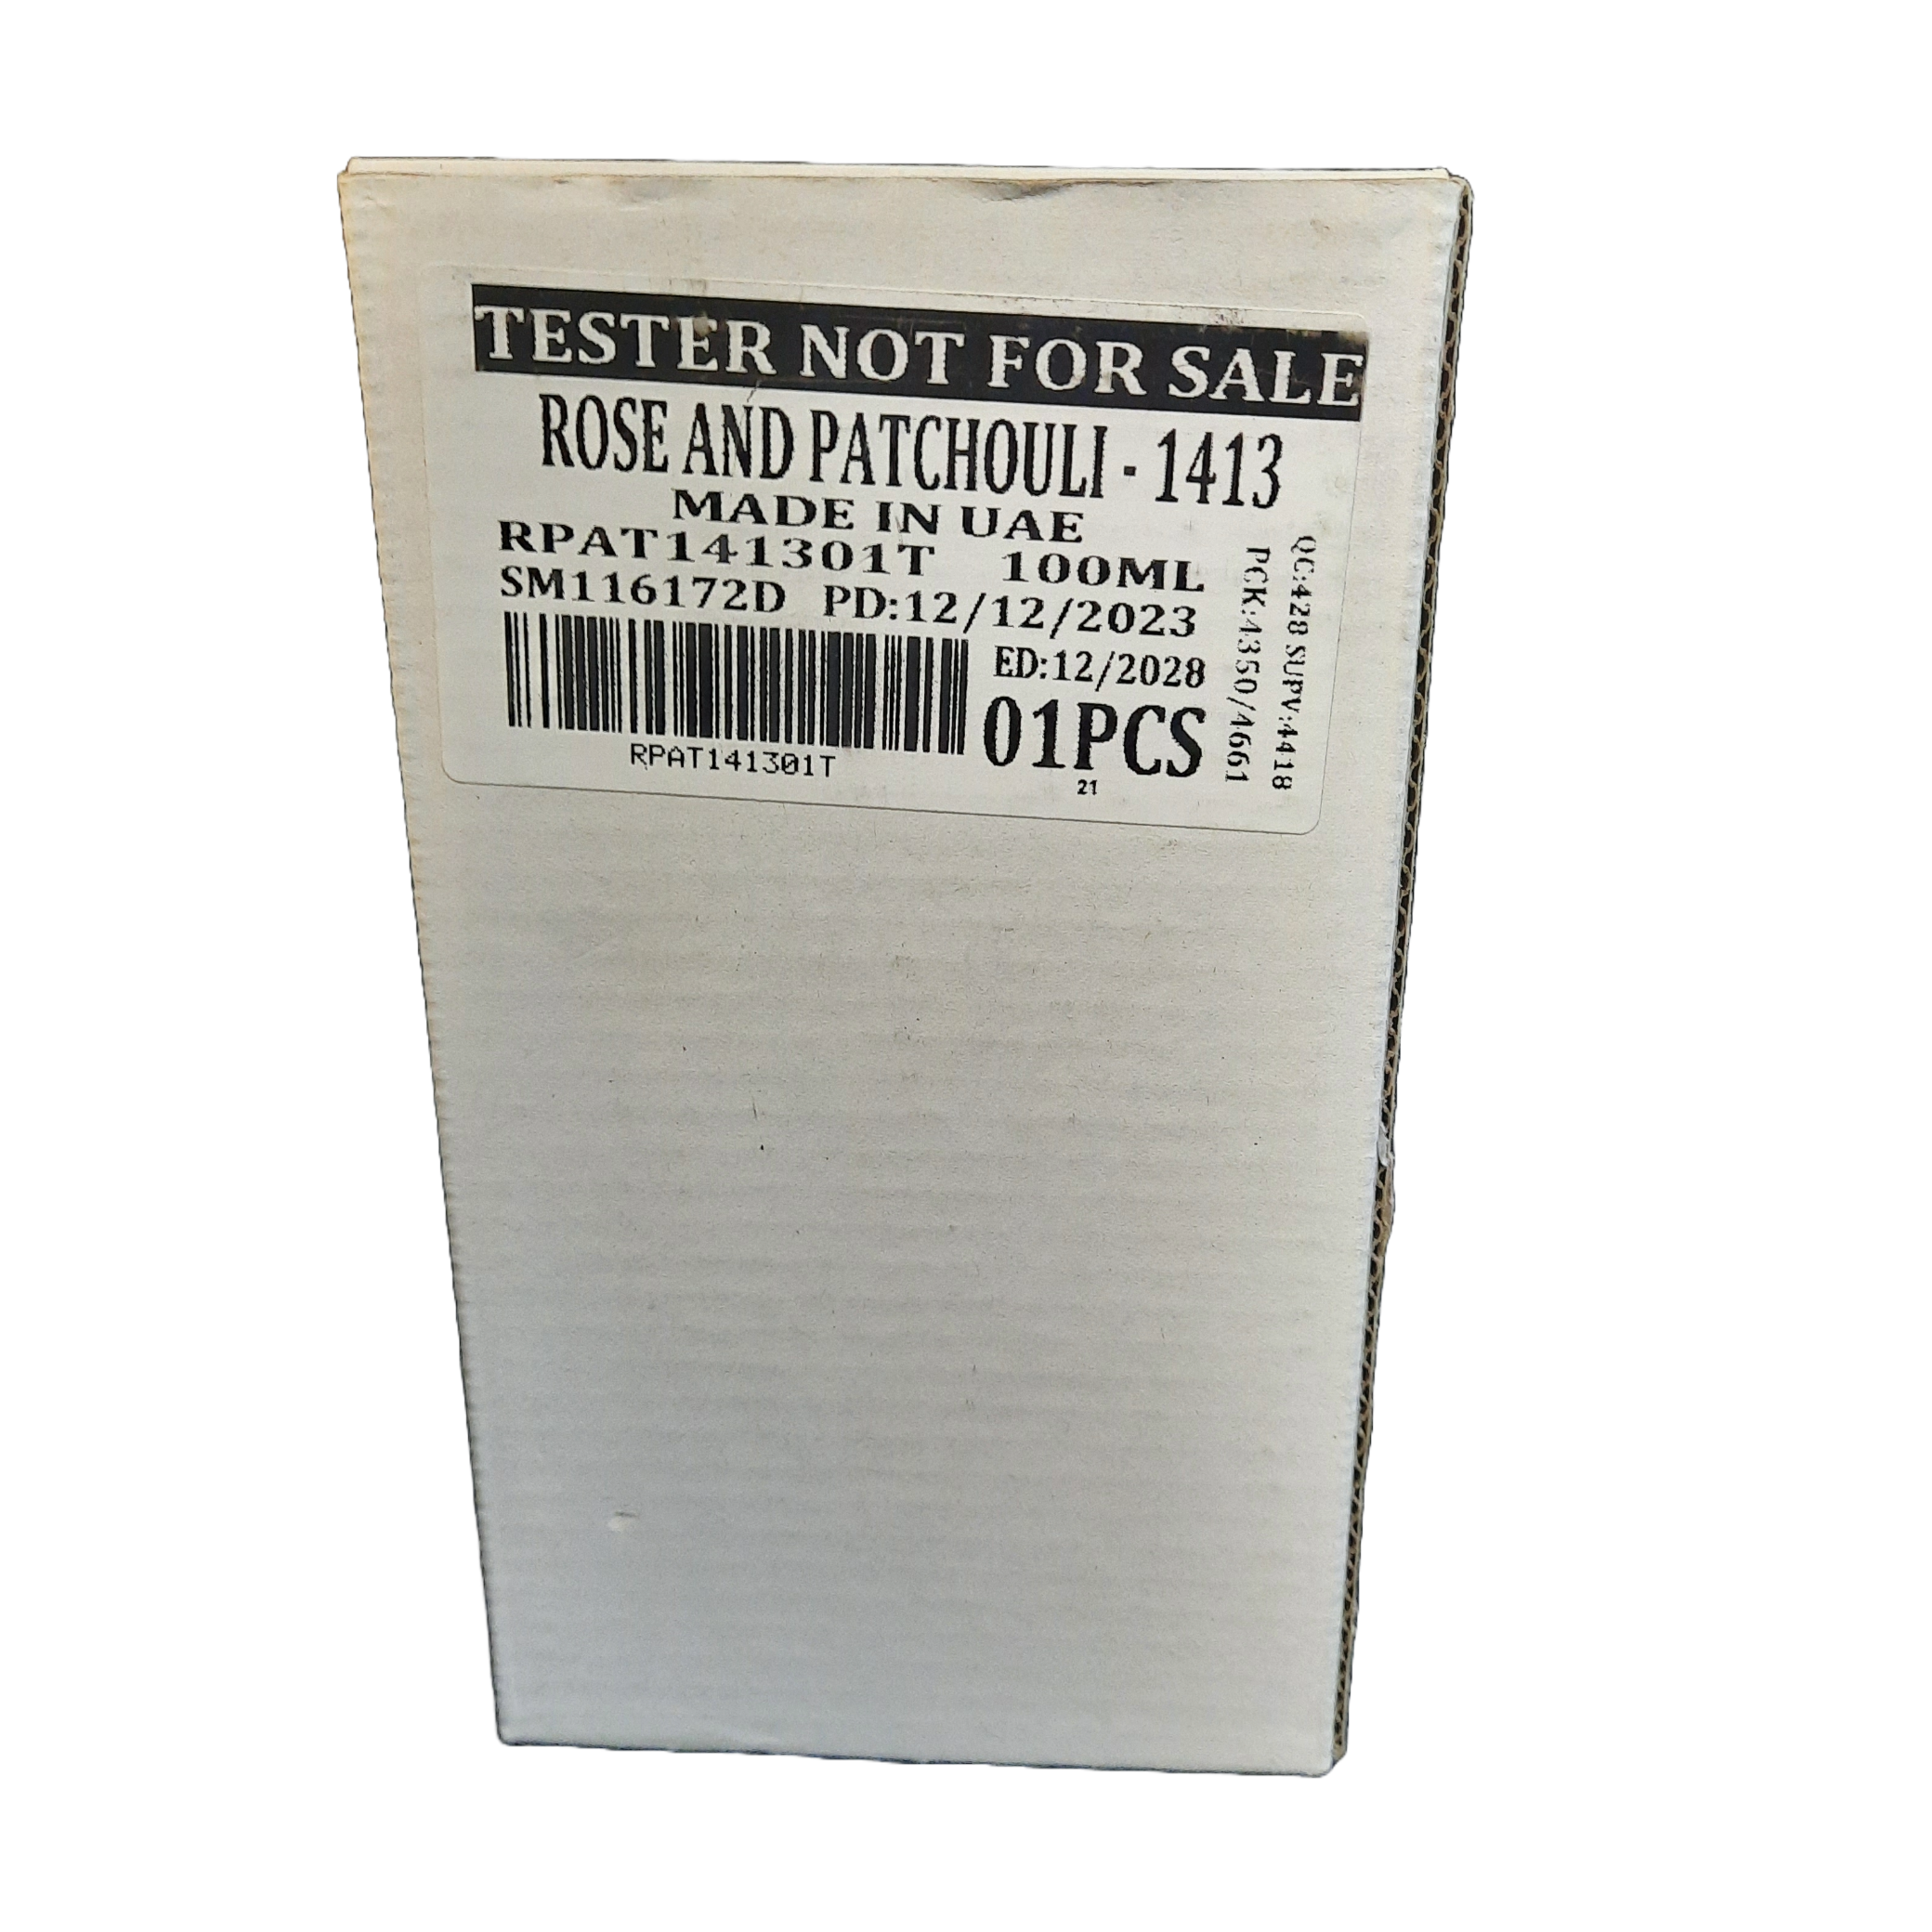 TESTER NOT FOR SALE
ROSE AND PATCHOULI - 1413
MADE IN UAE
RPAT141301T 100ML
SM116172D PD:12/12/2023
ED:12/2028
01PCS
21
RPAT141301T
QC:428 SUPV:4418
PCK:4350/4661